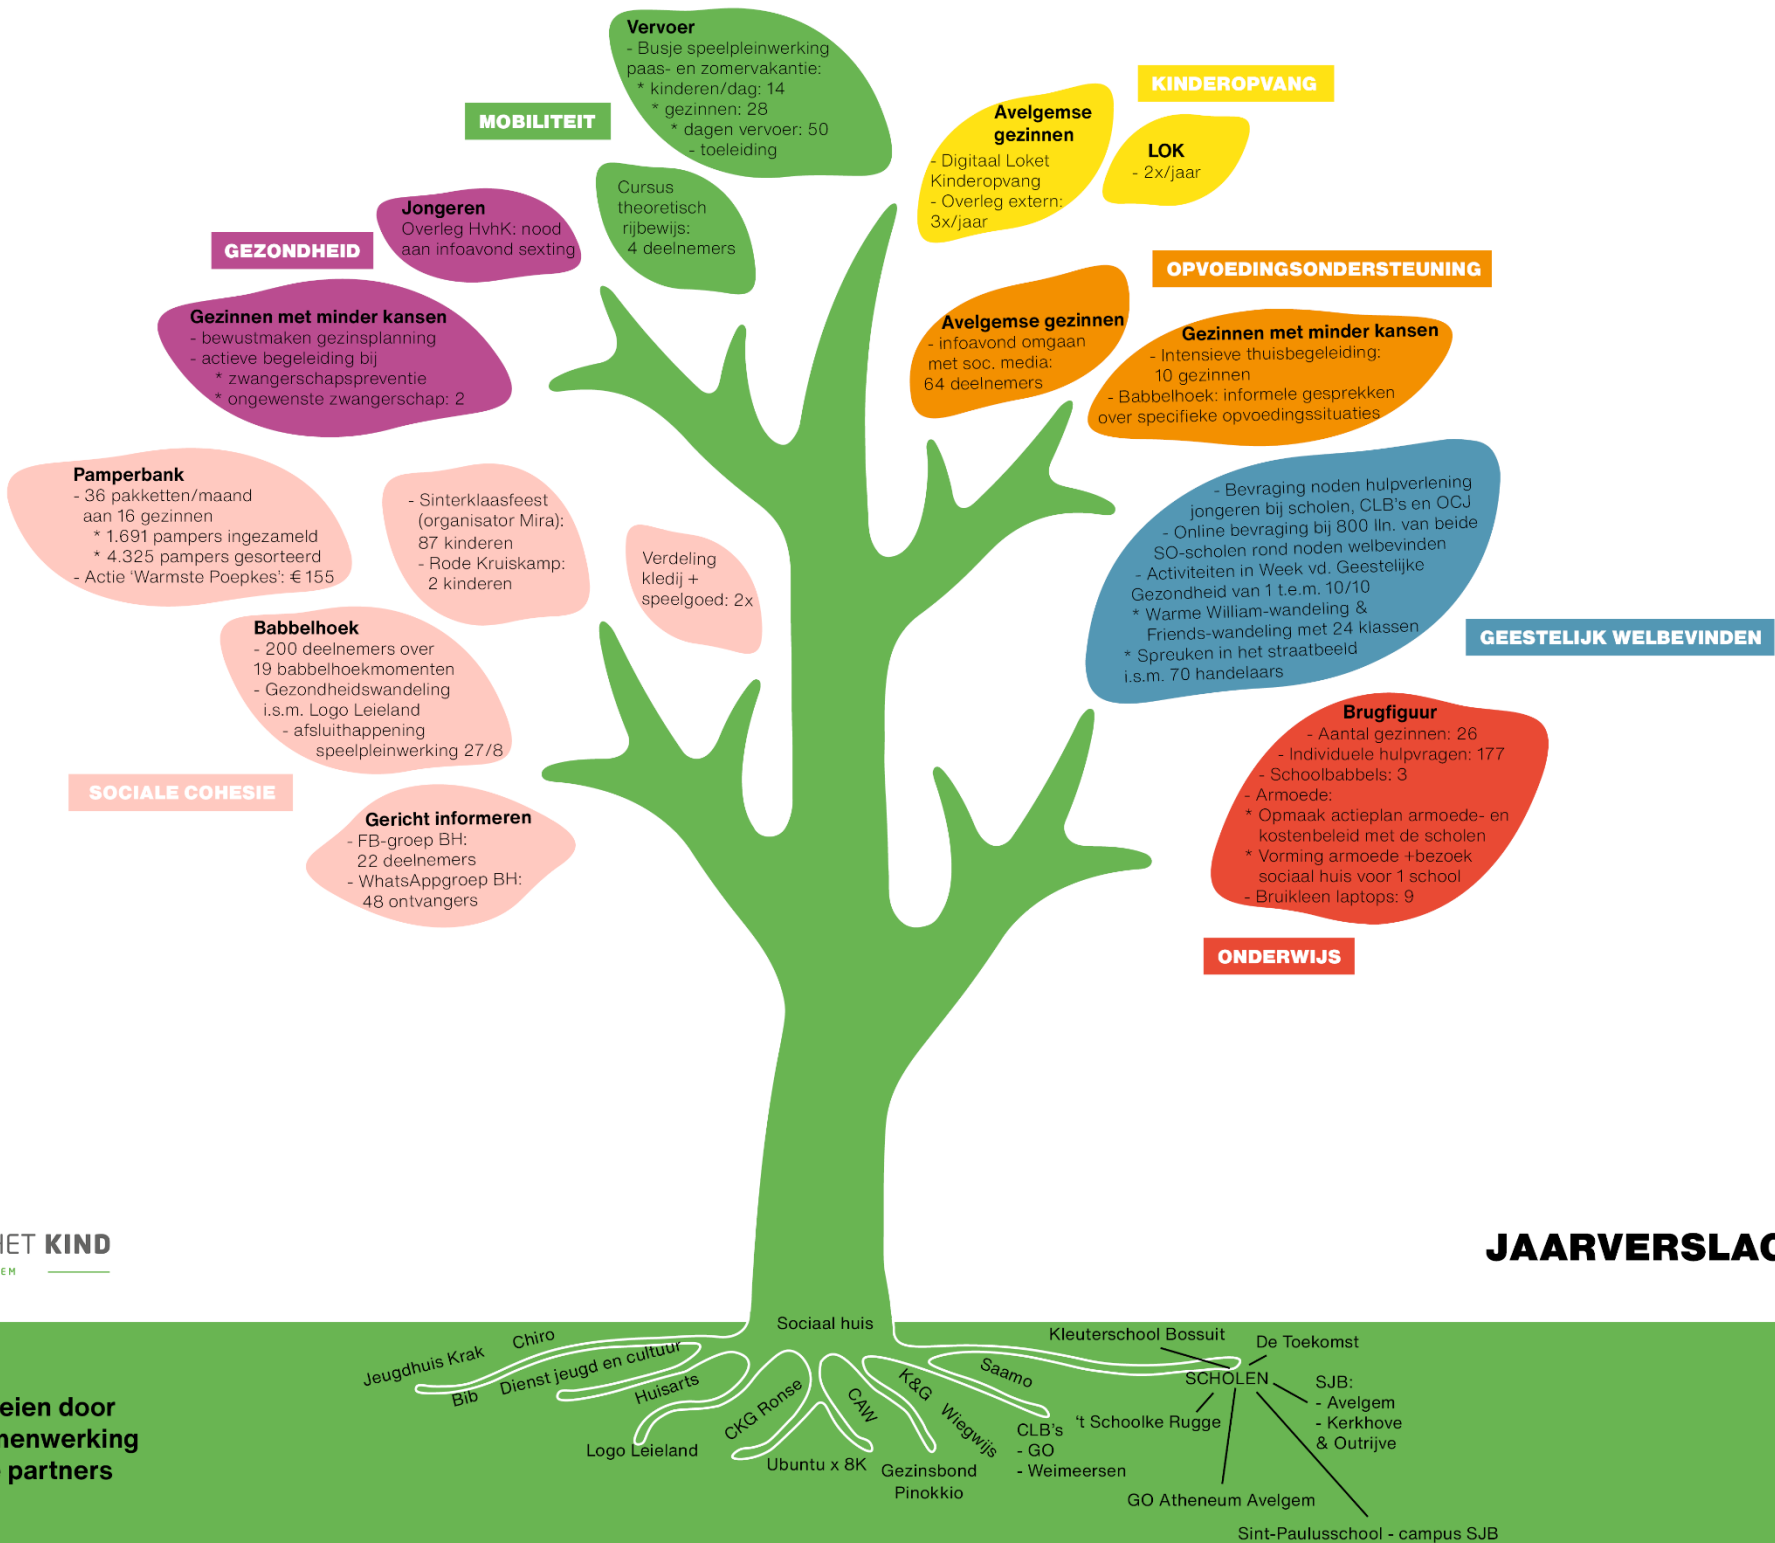 Vervoer
- Busje speelpleinwerking
paas- en zomervakantie:
* kinderen/dag: 14
* gezinnen: 28
* dagen vervoer: 50
- toeleiding
MOBILITEIT
Cursus
theoretisch
rijbewijs:
4 deelnemers
KINDEROPVANG
Avelgemse
gezinnen
- Digitaal Loket
Kinderopvang
- Overleg extern:
3x/jaar
LOK
- 2x/jaar
Jongeren
Overleg HvhK: nood
aan infoavond sexting
GEZONDHEID
Gezinnen met minder kansen
- bewustmaken gezinsplanning
- actieve begeleiding bij
* zwangerschapspreventie
* ongewenste zwangerschap: 2
OPVOEDINGSONDERSTEUNING
Avelgemse gezinnen
- infoavond omgaan
met soc. media:
64 deelnemers
Gezinnen met minder kansen
- Intensieve thuisbegeleiding:
10 gezinnen
- Babbelhoek: informele gesprekken
over specifieke opvoedingssituaties
Pamperbank
- 36 pakketten/maand
aan 16 gezinnen
* 1.691 pampers ingezameld
* 4.325 pampers gesorteerd
- Actie ‘Warmste Poepkes’: € 155
- Sinterklaasfeest
(organisator Mira):
87 kinderen
- Rode Kruiskamp:
2 kinderen
Verdeling
kledij +
speelgoed: 2x
Babbelhoek
- 200 deelnemers over
19 babbelhoekmomenten
- Gezondheidswandeling
i.s.m. Logo Leieland
- afsluithappening
speelpleinwerking 27/8
SOCIALE COHESIE
Gericht informeren
- FB-groep BH:
22 deelnemers
- WhatsAppgroep BH:
48 ontvangers
- Bevraging noden hulpverlening
jongeren bij scholen, CLB's en OCJ
- Online bevraging bij 800 lln. van beide
SO-scholen rond noden welbevinden
- Activiteiten in Week vd. Geestelijke
Gezondheid van 1 t.e.m. 10/10
* Warme William-wandeling &
Friends-wandeling met 24 klassen
* Spreuken in het straatbeeld
i.s.m. 70 handelaars
GEESTELIJK WELBEVINDEN
Brugfiguur
- Aantal gezinnen: 26
- Individuele hulpvragen: 177
- Schoolbabbels: 3
- Armoede:
* Opmaak actieplan armoede- en
kostenbeleid met de scholen
* Vorming armoede +bezoek
sociaal huis voor 1 school
- Bruikleen laptops: 9
ONDERWIJS
HET KIND
EM
JAARVERSLAG
eien door
menwerking
partners
Sociaal huis
Chiro
Jeugdhuis Krak
Bib
Dienst jeugd en cultuur
Huisarts
Logo Leieland
CKG Ronse
Ubuntu x 8K
CAW
K&G
Wiegwijs
Gezinsbond
Pinokkio
Saamo
CLB's
- GO
- Weimeersen
Kleuterschool Bossuit
De Toekomst
SCHOLEN
't Schoolke Rugge
SJB:
- Avelgem
- Kerkhove
& Outrijve
GO Atheneum Avelgem
Sint-Paulusschool - campus SJB